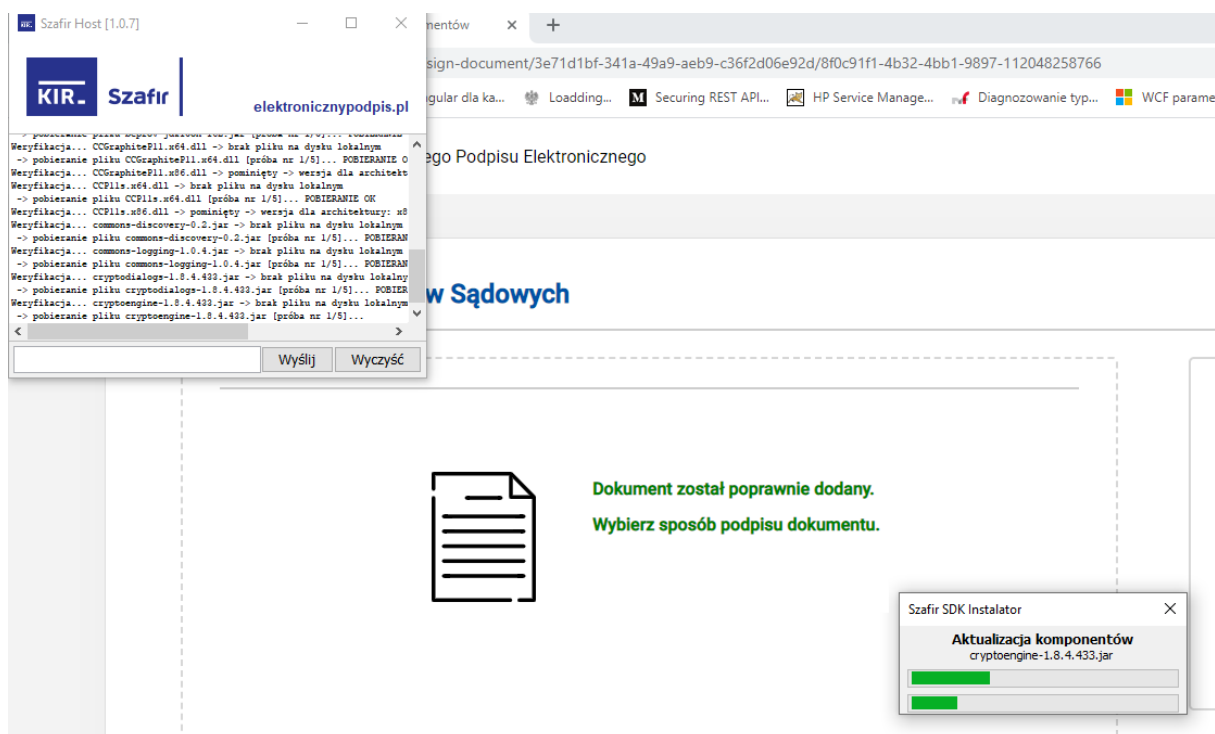 Szafir Host [1.0.7]
KIR. Szafir
elektronicznypodpis.pl
Weryfikacja... CCGraphiteP11.x64.dll -> brak pliku na dysku lokalnym
-> pobieranie pliku CCGraphiteP11.x64.dll [próba nr 1/5]... POBIERANIE O
Weryfikacja... CCGraphiteP11.x86.dll -> pominięty -> wersja dla architekt
Weryfikacja... CCP11s.x64.dll -> brak pliku na dysku lokalnym
-> pobieranie pliku CCP11s.x64.dll [próba nr 1/5]... POBIERANIE OK
Weryfikacja... CCP11s.x86.dll -> pominięty -> wersja dla architektury: x8
Weryfikacja... commons-discovery-0.2.jar -> brak pliku na dysku lokalnym
-> pobieranie pliku commons-discovery-0.2.jar [próba nr 1/5]... POBIERAN
Weryfikacja... commons-logging-1.0.4.jar -> brak pliku na dysku lokalnym
-> pobieranie pliku commons-logging-1.0.4.jar [próba nr 1/5]... POBIERAN
Weryfikacja... cryptodialogs-1.8.4.433.jar -> brak pliku na dysku lokalny
-> pobieranie pliku cryptodialogs-1.8.4.433.jar [próba nr 1/5]... POBIER
Weryfikacja... cryptoengine-1.8.4.433.jar -> brak pliku na dysku lokalnym
-> pobieranie pliku cryptoengine-1.8.4.433.jar [próba nr 1/5]...
Wyślij Wyczyść
mentów
sign-document/3e71d1bf-341a-49a9-aeb9-c36f2d06e92d/8f0c91f1-4b32-4bb1-9897-112048258766
ngular dla ka... Loadding... M Securing REST API... HP Service Manage... Diagnozowanie typ... WCF parame
ego Podpisu Elektronicznego
w Sądowych
Dokument został poprawnie dodany.
Wybierz sposób podpisu dokumentu.
Szafir SDK Instalator
Aktualizacja komponentów
cryptoengine-1.8.4.433.jar